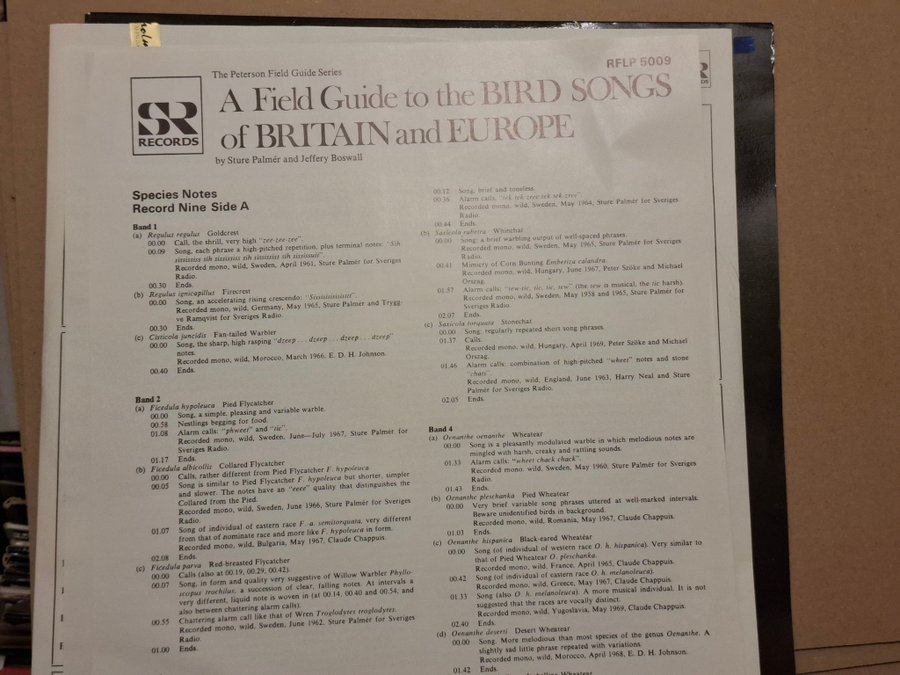 RFLP 5009
The Peterson Field Guide Series
SR
RECORDS
A Field Guide to the BIRD SONGS
of BRITAIN and EUROPE
by Sture Palmér and Jeffery Boswall
Species Notes
Record Nine Side A
Band 1
(a) Regulus regulus Goldcrest
00.00 Call, the thrill, very high "zee-zee-zee".
00.09 Song, each phrase a high-pitched repetition, plus terminal notes: "Sih
sissisiss sih sissisiss sih sissisiss sih sississuit"
Recorded mono, wild, Sweden, April 1961, Sture Palmér for Sveriges
Radio.
00.30 Ends.
(b) Regulus ignicapillus Firecrest
00.00 Song, an accelerating rising crescendo:
Recorded mono, wild, Germany, May 1965, Sture Palmér and Trygg-
ve Ramqvist for Sveriges Radio.
00.30 Ends.
(c) Cisticola juncidis Fan-tailed Warbler
00.00 Song, the sharp, high rasping "dzeep . . . dzeep . . . dzeep . . . dzeep"
notes.
Recorded mono, wild, Morocco, March 1966, E. D. H. Johnson.
00.40 Ends.
Band 2
(a) Ficedula hypoleuca Pied Flycatcher
00.00 Song, a simple, pleasing and variable warble.
00.58 Nestlings begging for food.
01.08 Alarm calls: "phweet" and "tic".
Recorded mono, wild, Sweden, June—July 1967, Sture Palmér for
Sveriges Radio.
01.17 Ends.
(b) Ficedula albicollis Collared Flycatcher
00.00 Calls, rather different from Pied Flycatcher F. hypoleuca
00.05 Song is similar to Pied Flycatcher F. hypoleuca but shorter, simpler
and slower. The notes have an "eeee" quality that distinguishes the
Collared from the Pied.
Recorded mono, wild, Sweden, June 1966, Sture Palmér for Sveriges
Radio.
01.07 Song of individual of eastern race F. a. semitorquata, very different
from that of nominate race and more like F. hypoleuca in form.
Recorded mono, wild, Bulgaria, May 1967, Claude Chappuis.
02.08 Ends.
(c) Ficedula parva Red-breasted Flycatcher
00.00 Calls (also at 00.19, 00.29, 00.42).
00.07 Song, in form and quality very suggestive of Willow Warbler Phyllo-
scopus trochilus, a succession of clear, falling notes. At intervals a
very different, liquid note is woven in (at 00.14, 00.40 and 00.54, and
also between chattering alarm calls).
00.55 Chattering alarm call like that of Wren Troglodytes troglodytes.
Recorded mono, wild, Sweden, June 1962. Sture Palmér for Sveriges
Radio.
01.00 Ends.
00.12 Song, brief and toneless.
00.36 Alarm calls, "tek tek zree tek tek zree".
Recorded mono, wild, Sweden, May 1964, Sture Palmér for Sveriges
Radio.
00.44 Ends.
(b) Saxicola rubetra Whinchat
00.00 Song: a brief warbling output of well-spaced phrases.
Recorded mono, wild, Sweden, May 1965, Sture Palmér for Sveriges
Radio.
00.41 Mimicry of Corn Bunting Emberiza calandra.
Recorded mono, wild, Hungary, June 1967, Peter Szöke and Michael
Orszag.
01.57 Alarm calls: "tew-tic, tic, tic, tew" (the tew is musical, the tic harsh).
Recorded mono, wild, Sweden, May 1958 and 1965, Sture Palmér for
Sveriges Radio.
02.07 Ends.
(c) Saxicola torquata Stonechat
00.00 Song: regularly repeated short song phrases.
01.37 Calls.
Recorded mono, wild, Hungary, April 1969, Peter Szöke and Michael
Orszag.
01.46 Alarm calls: combination of high-pitched "wheet" notes and stone
"chats".
Recorded mono, wild, England, June 1963, Harry Neal and Sture
Palmér for Sveriges Radio.
02.05 Ends.
Band 4
(a) Oenanthe oenanthe Wheatear
00.00 Song is a pleasantly modulated warble in which melodious notes are
mingled with harsh, creaky and rattling sounds.
01.33 Alarm calls: "wheet chack chack".
Recorded mono, wild, Sweden, May 1960, Sture Palmér for Sveriges
Radio.
01.43 Ends.
(b) Oenanthe pleschanka Pied Wheatear
00.00 Very brief variable song phrases uttered at well-marked intervals.
Beware unidentified birds in background.
Recorded mono, wild, Romania, May 1967, Claude Chappuis.
01.03 Ends.
(c) Oenanthe hispanica Black-eared Wheatear
00.00 Song (of individual of western race O. h. hispanica). Very similar to
that of Pied Wheatear O. pleschanka.
Recorded mono, wild, France, April 1965, Claude Chappuis.
00.42 Song (of individual of eastern race O. h. melanoleuca).
Recorded mono, wild, Greece, May 1967, Claude Chappuis.
01.33 Song (also O. h. melanoleuca). A more musical individual. It is not
suggested that the races are vocally distinct.
Recorded mono, wild, Yugoslavia, May 1969, Claude Chappuis.
02.40 Ends.
(d) Oenanthe deserti Desert Wheatear
00.00 Song. More melodious than most species of the genus Oenanthe. A
slightly sad little phrase repeated with variations.
Recorded mono, wild, Morocco, April 1968, E. D. H. Johnson.
01.42 Ends.